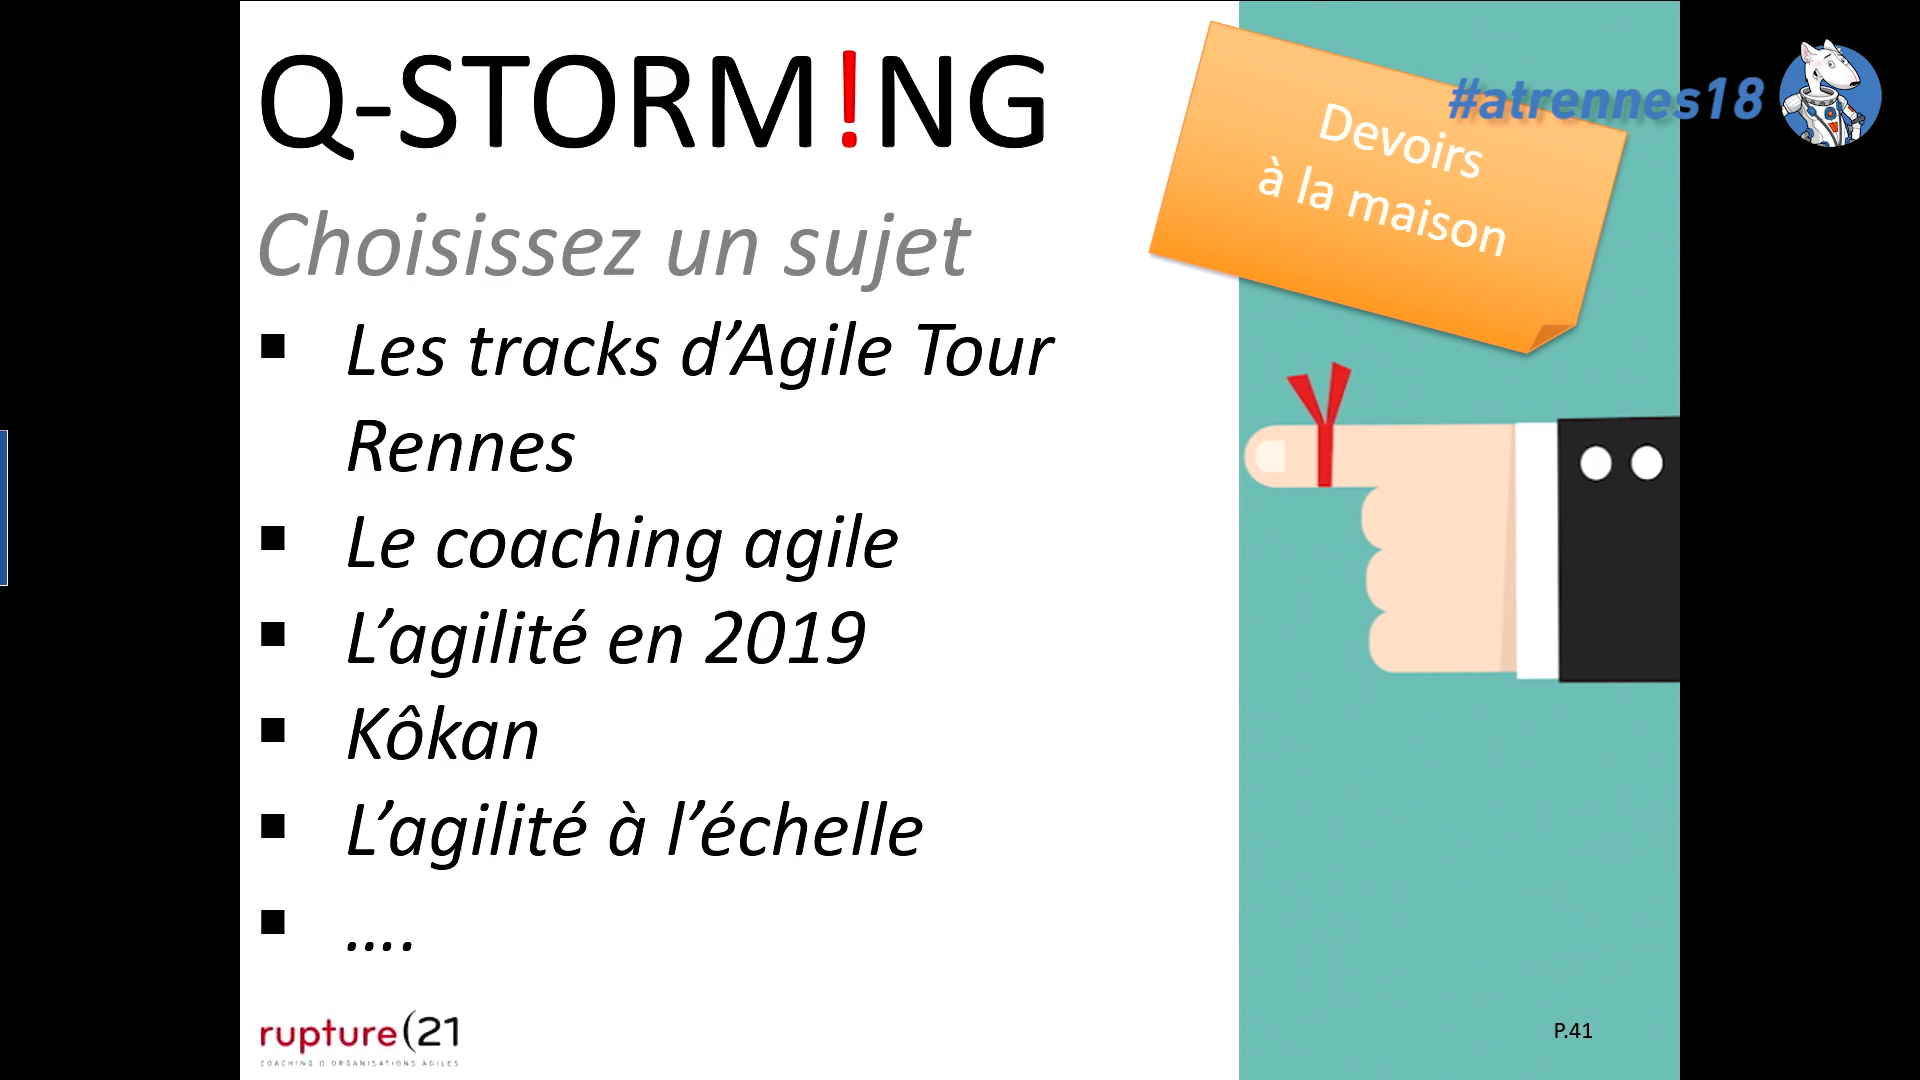 Q-STORM!NG
Choisissez un sujet
▪ Les tracks d’Agile Tour
Rennes
▪ Le coaching agile
▪ L’agilité en 2019
▪ Kôkan
▪ L’agilité à l’échelle
▪ ….
Devoirs
à la maison
#atrennes18
rupture(21
COACHING & ORGANISATIONS AGILES
P.41